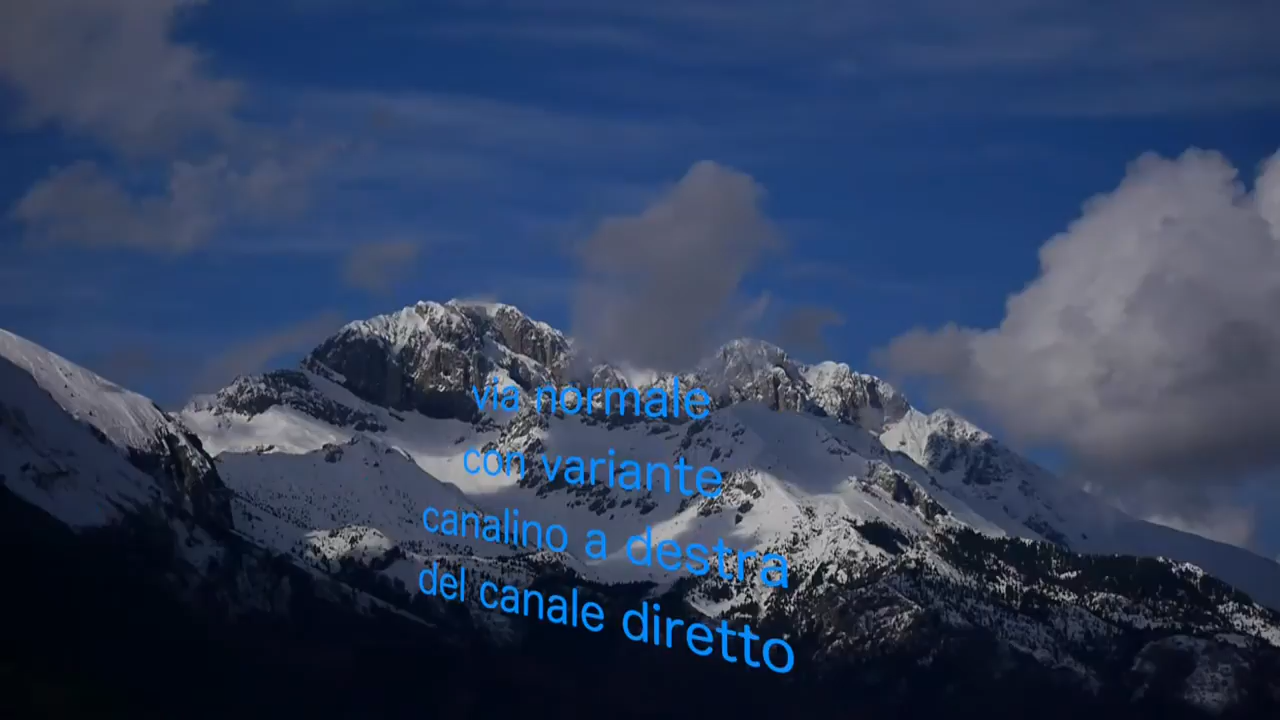 via normale
con variante
canalino a destra
del canale diretto